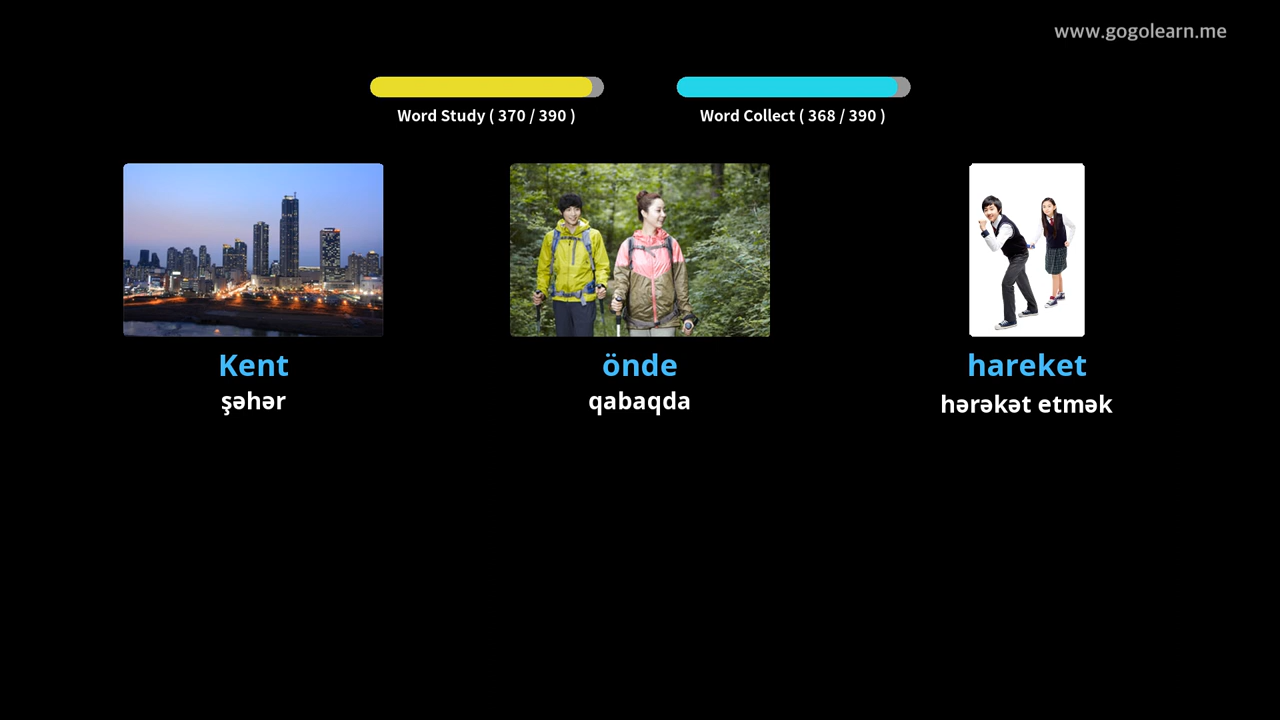 www.gogolearn.me
Word Study ( 370 / 390 )
Word Collect ( 368 / 390 )
Kent
önde
hareket
şəhər
qabaqda
hərəkət etmək